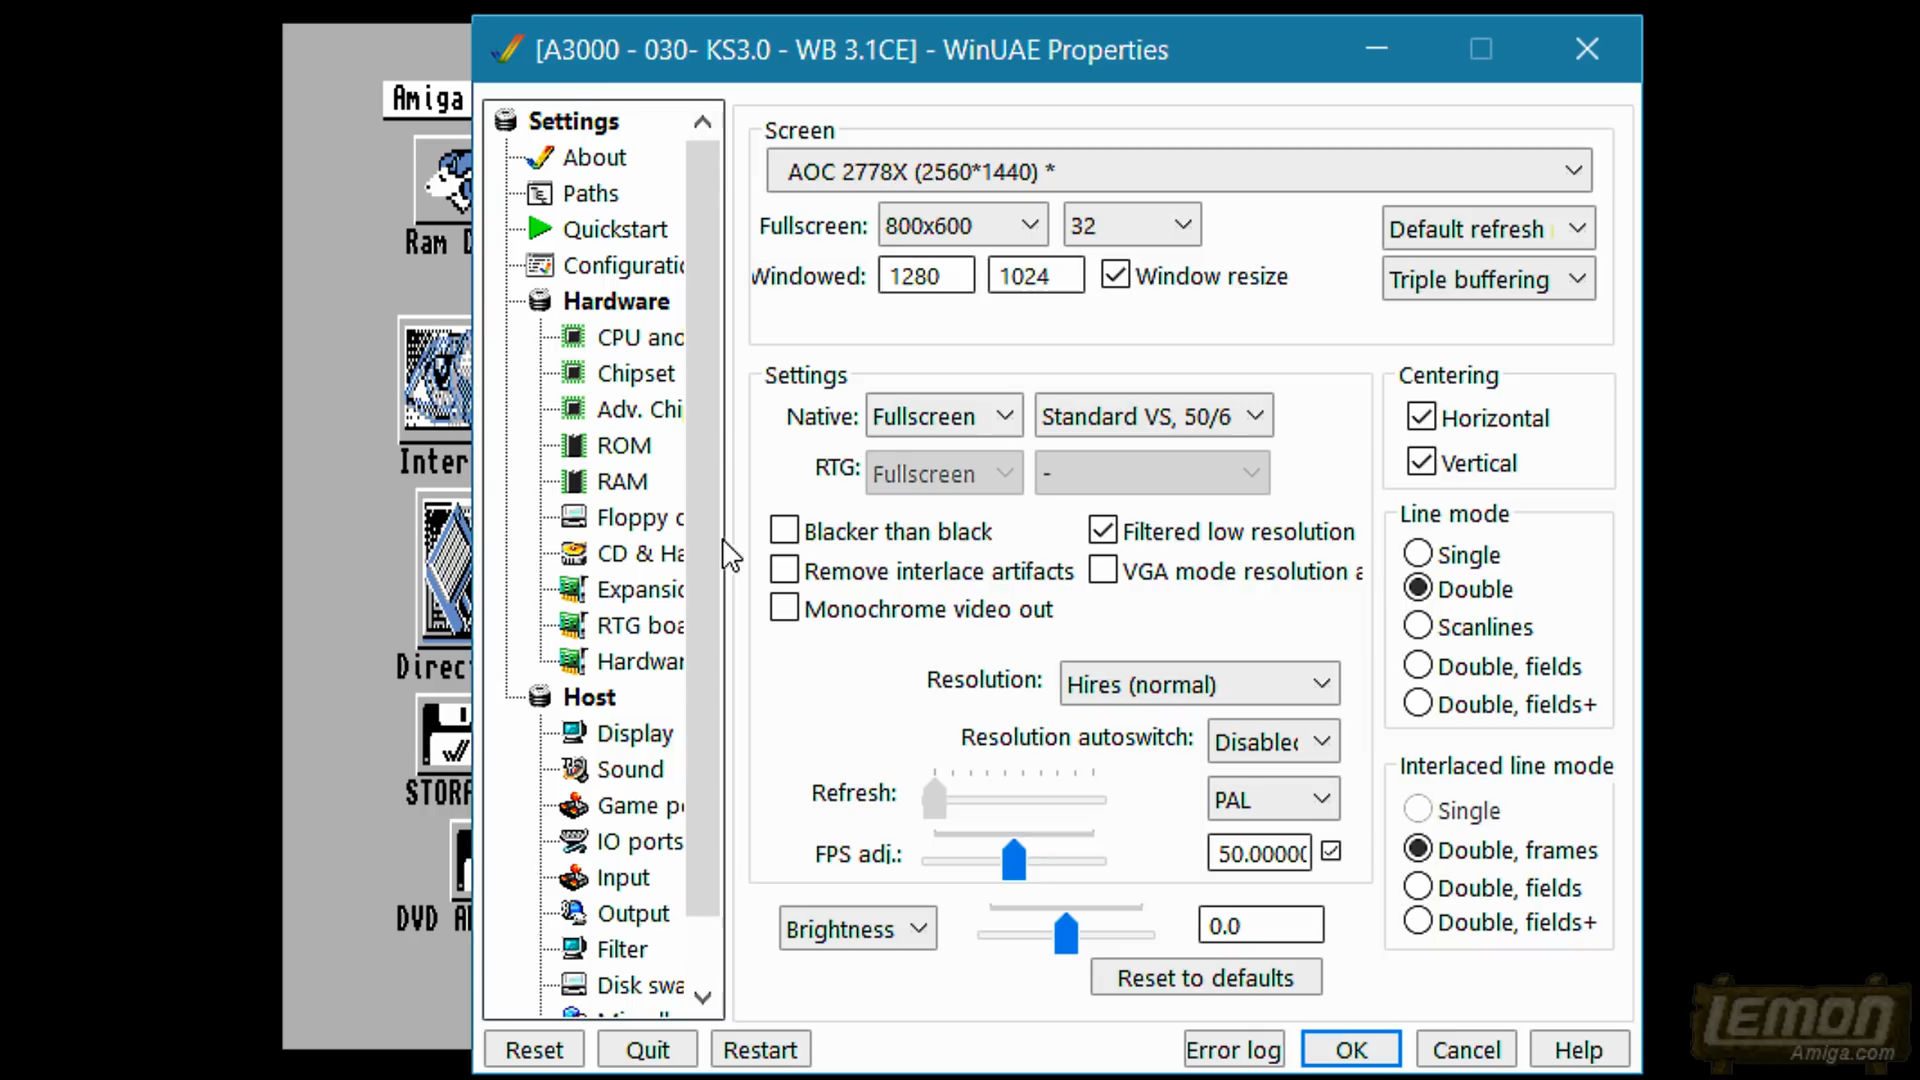 [A3000 - 030- KS3.0 - WB 3.1CE] - WinUAE Properties
Amiga
Ram D
Inter
Direc
STORA
DVD A
Settings
About
Paths
Quickstart
Configuratic
Hardware
CPU and
Chipset
Adv. Chi
ROM
RAM
Floppy d
CD & Ha
Expansic
RTG boa
Hardwar
Host
Display
Sound
Game po
IO ports
Input
Output
Filter
Disk swa
Screen
AOC 2778X (2560*1440) *
Fullscreen: 800x600 32 Default refresh
Windowed: 1280 1024 Window resize Triple buffering
Settings
Native: Fullscreen Standard VS, 50/6
RTG: Fullscreen -
Blacker than black Filtered low resolution
Remove interlace artifacts VGA mode resolution a
Monochrome video out
Resolution: Hires (normal)
Resolution autoswitch: Disabled
Refresh: PAL
FPS adj.: 50.00000
Brightness 0.0
Reset to defaults
Centering
Horizontal
Vertical
Line mode
Single
Double
Scanlines
Double, fields
Double, fields+
Interlaced line mode
Single
Double, frames
Double, fields
Double, fields+
Reset Quit Restart Error log OK Cancel Help
LEMON
Amiga.com